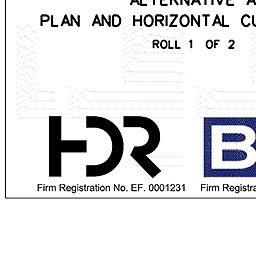 ALTERNATIVE A
PLAN AND HORIZONTAL CU
ROLL 1 OF 2
HDR B
Firm Registration No. EF. 0001231 Firm Registra